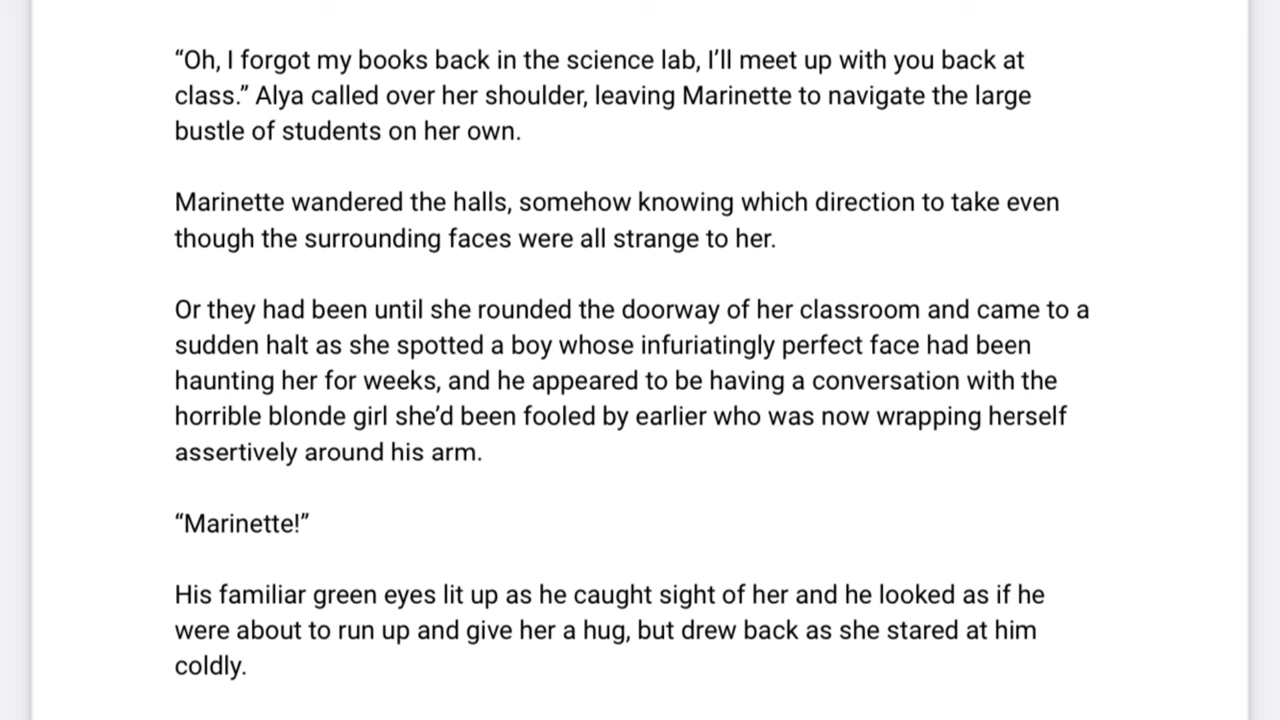 “Oh, I forgot my books back in the science lab, I’ll meet up with you back at
class.” Alya called over her shoulder, leaving Marinette to navigate the large
bustle of students on her own.
Marinette wandered the halls, somehow knowing which direction to take even
though the surrounding faces were all strange to her.
Or they had been until she rounded the doorway of her classroom and came to a
sudden halt as she spotted a boy whose infuriatingly perfect face had been
haunting her for weeks, and he appeared to be having a conversation with the
horrible blonde girl she’d been fooled by earlier who was now wrapping herself
assertively around his arm.
“Marinette!”
His familiar green eyes lit up as he caught sight of her and he looked as if he
were about to run up and give her a hug, but drew back as she stared at him
coldly.